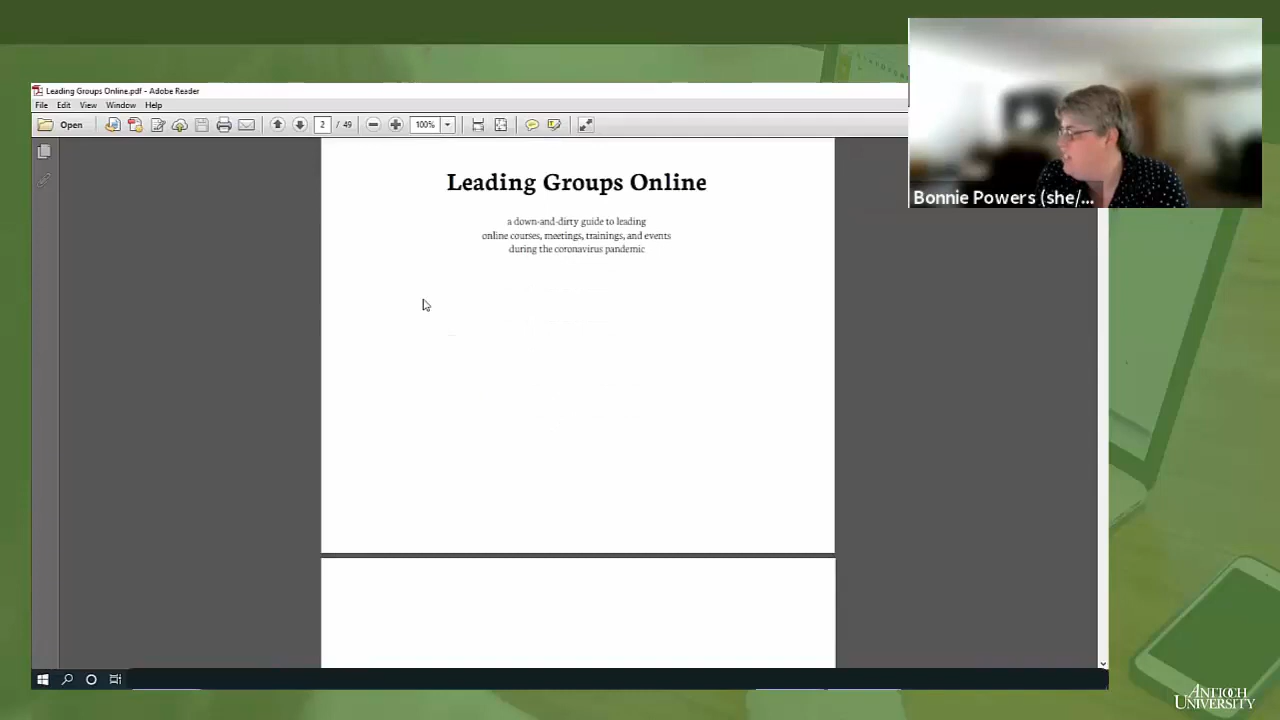 Leading Groups Online.pdf - Adobe Reader
File Edit View Window Help
Open
2 / 49
100%
Leading Groups Online
a down-and-dirty guide to leading
online courses, meetings, trainings, and events
during the coronavirus pandemic
Bonnie Powers (she/...
ANTIOCH
UNIVERSITY